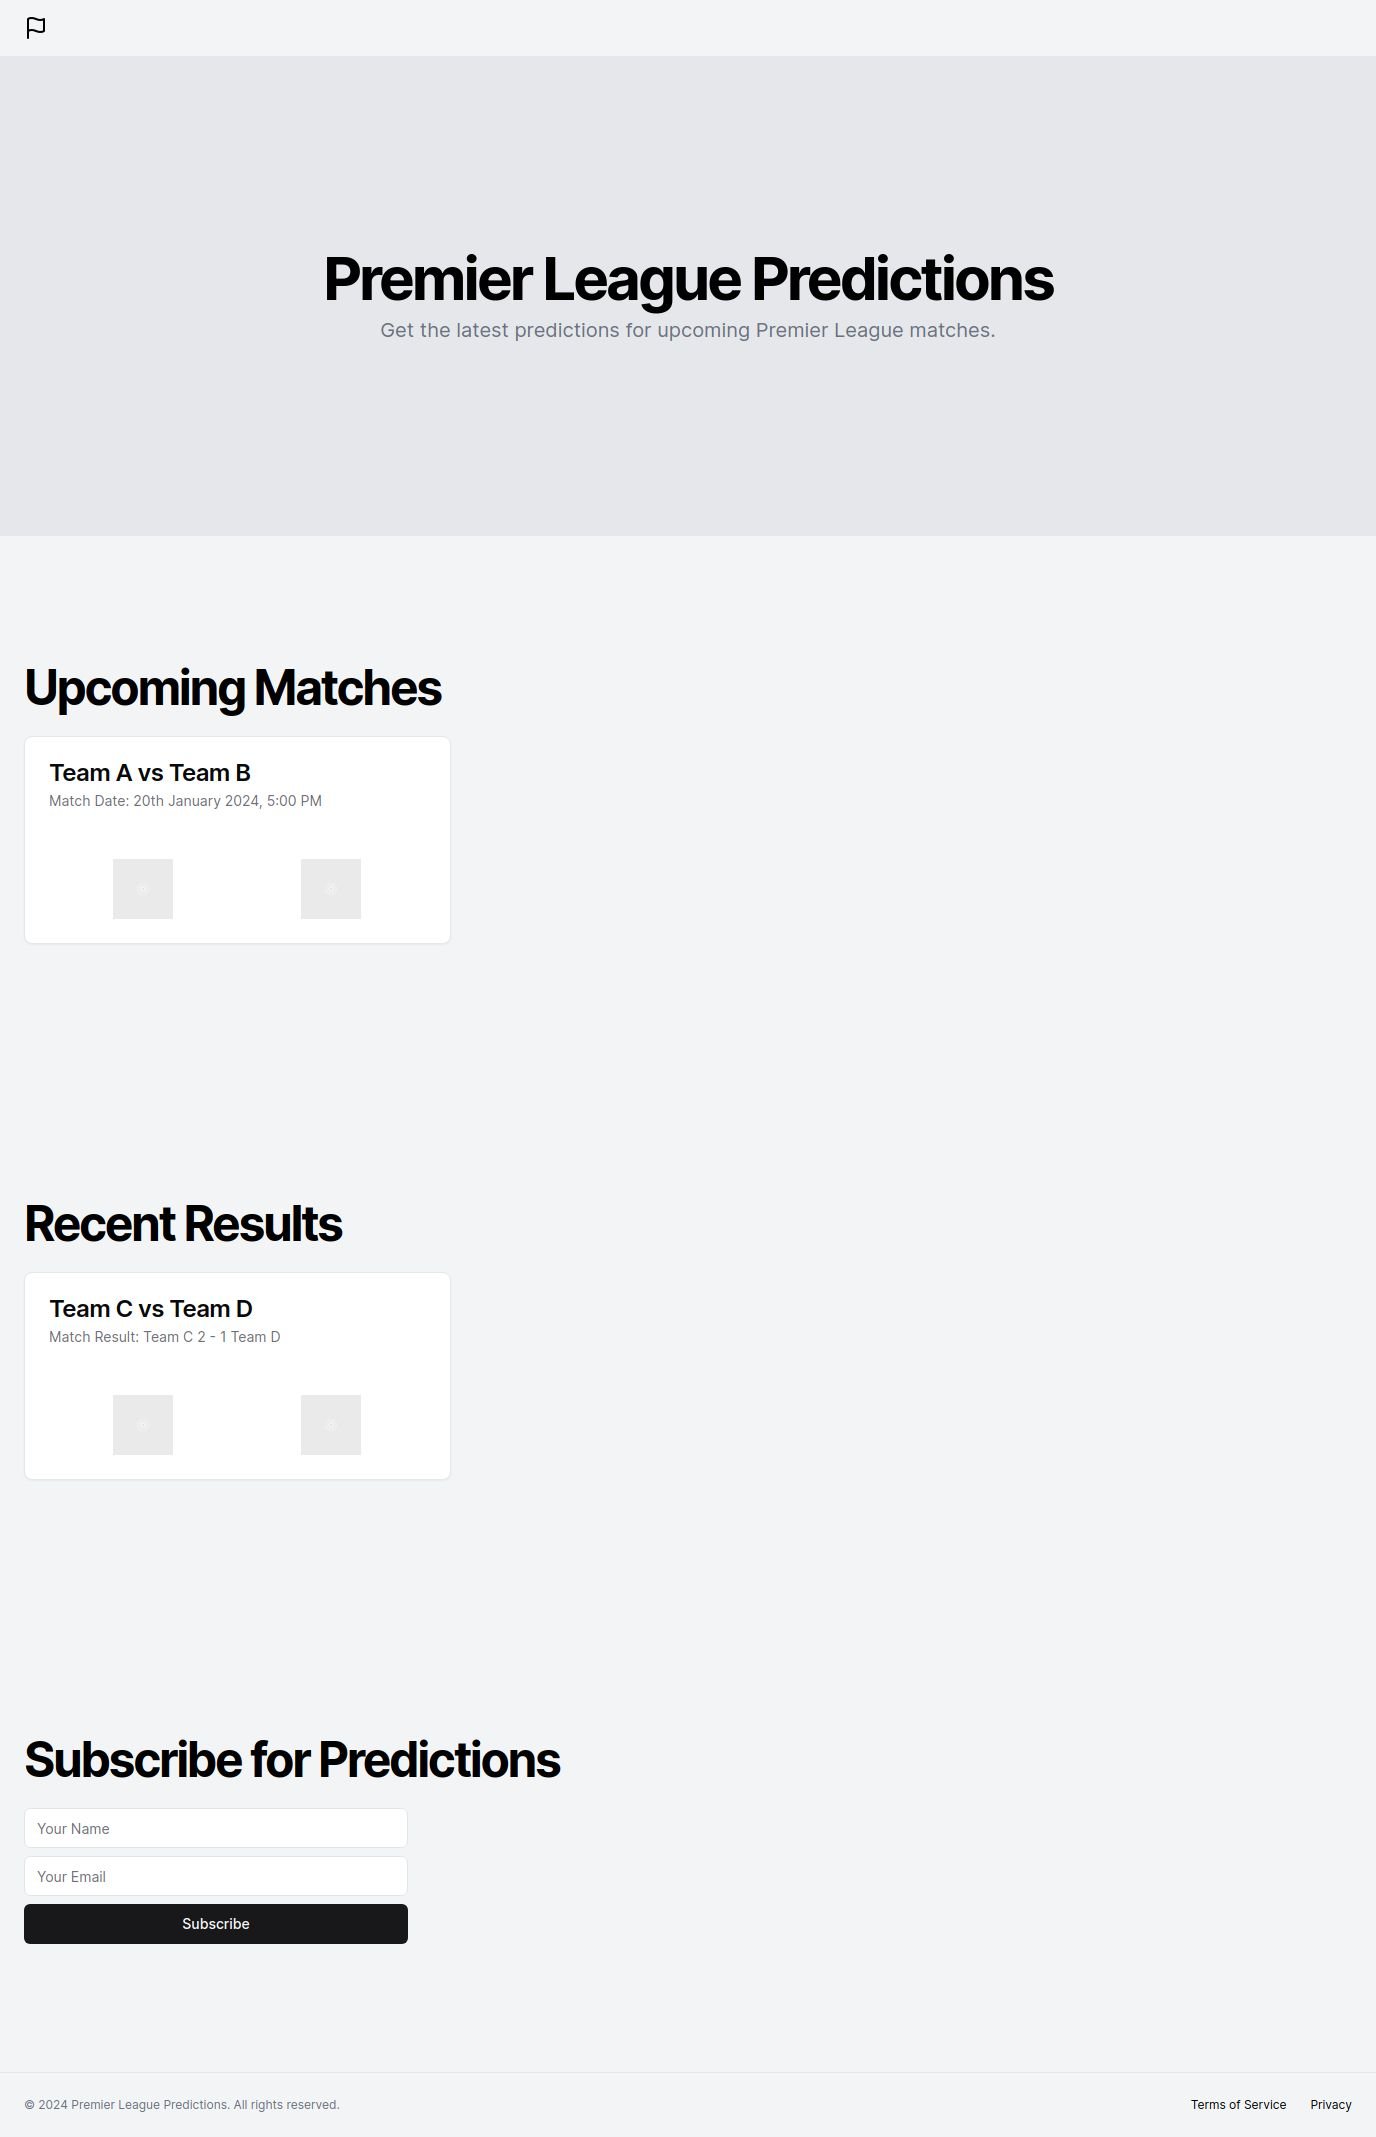 Premier League Predictions
Get the latest predictions for upcoming Premier League matches.
Upcoming Matches
Team A vs Team B
Match Date: 20th January 2024, 5:00 PM
Recent Results
Team C vs Team D
Match Result: Team C 2 - 1 Team D
Subscribe for Predictions
Your Name
Your Email
Subscribe
© 2024 Premier League Predictions. All rights reserved.
Terms of Service
Privacy